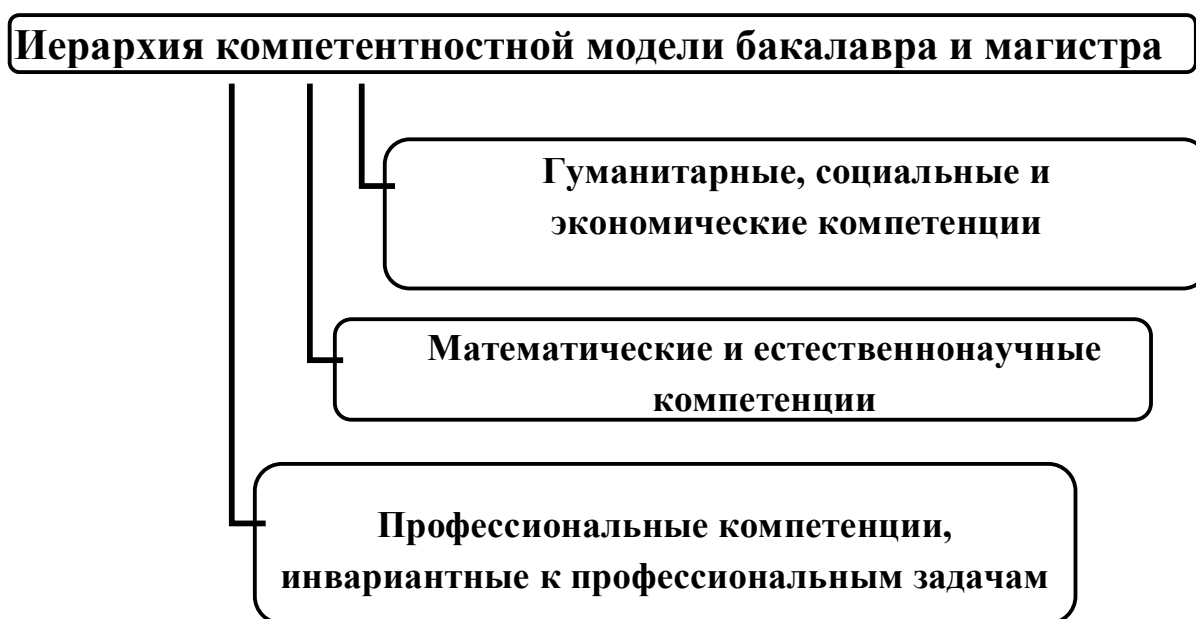 Иерархия компетентностной модели бакалавра и магистра
Гуманитарные, социальные и
экономические компетенции
Математические и естественнонаучные
компетенции
Профессиональные компетенции,
инвариантные к профессиональным задачам